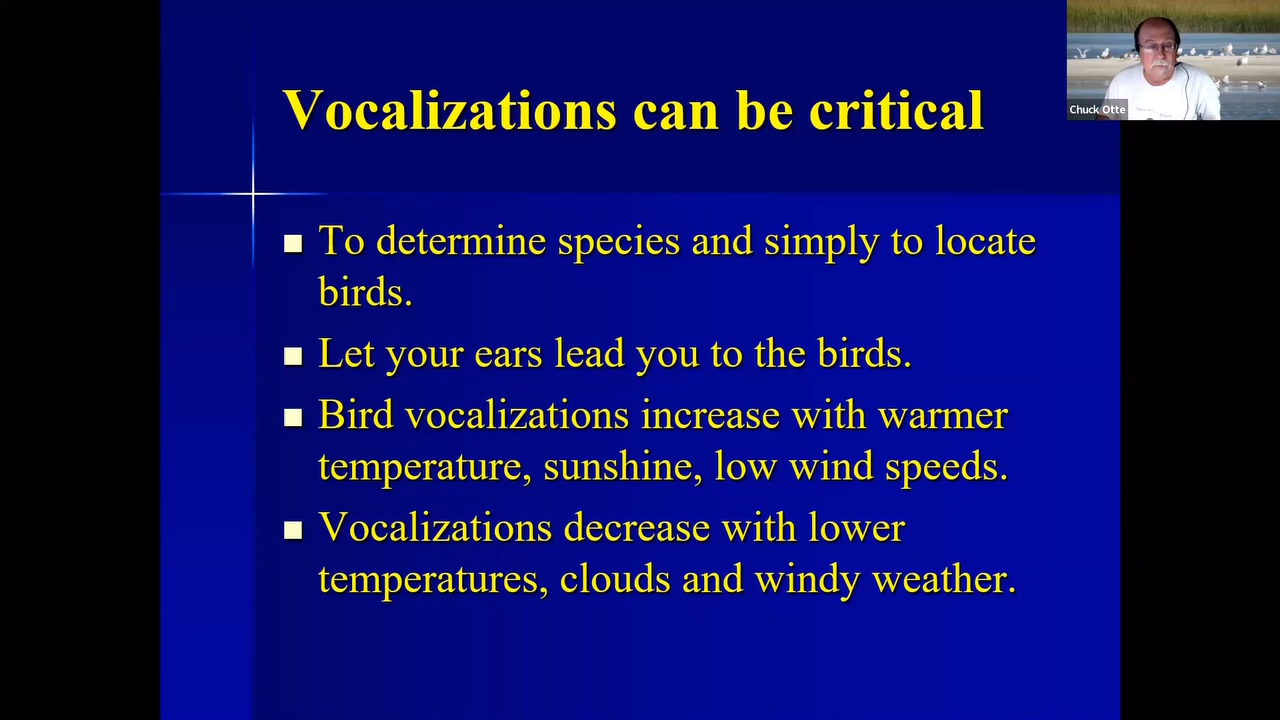 Vocalizations can be critical
Chuck Otte
To determine species and simply to locate
birds.
Let your ears lead you to the birds.
Bird vocalizations increase with warmer
temperature, sunshine, low wind speeds.
Vocalizations decrease with lower
temperatures, clouds and windy weather.